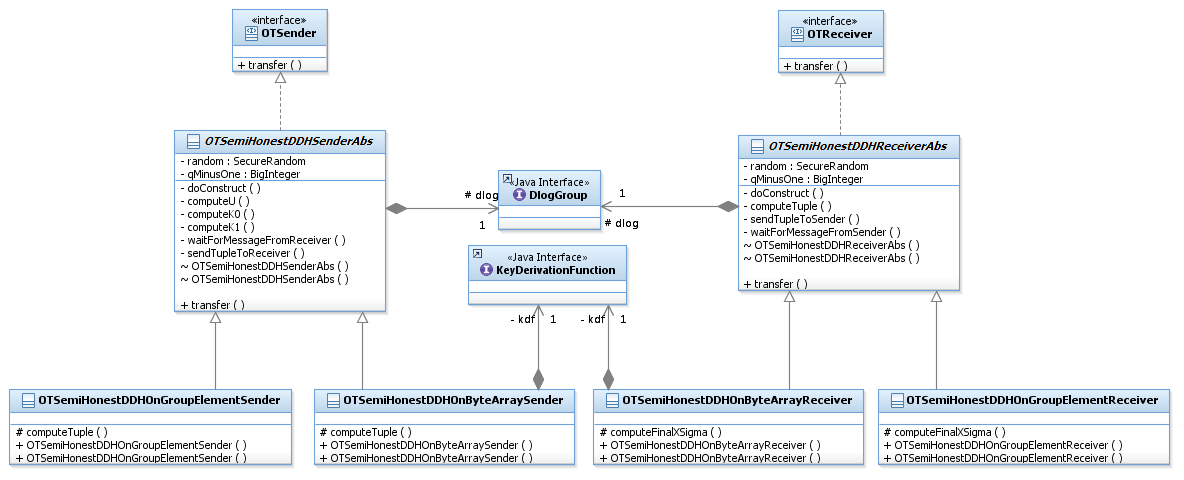 «interface»
OTSender
+ transfer ( )
«interface»
OTReceiver
+ transfer ( )
OTSemiHonestDDHSenderAbs
- random : SecureRandom
- qMinusOne : BigInteger
- doConstruct ( )
- computeU ( )
- computeK0 ( )
- computeK1 ( )
- waitForMessageFromReceiver ( )
- sendTupleToReceiver ( )
~ OTSemiHonestDDHSenderAbs ( )
~ OTSemiHonestDDHSenderAbs ( )
+ transfer ( )
# dlog
1
«Java Interface»
DlogGroup
1
# dlog
OTSemiHonestDDHReceiverAbs
- random : SecureRandom
- qMinusOne : BigInteger
- doConstruct ( )
- computeTuple ( )
- sendTupleToSender ( )
- waitForMessageFromSender ( )
~ OTSemiHonestDDHReceiverAbs ( )
~ OTSemiHonestDDHReceiverAbs ( )
+ transfer ( )
«Java Interface»
KeyDerivationFunction
- kdf 1
- kdf 1
OTSemiHonestDDHOnGroupElementSender
# computeTuple ( )
+ OTSemiHonestDDHOnGroupElementSender ( )
+ OTSemiHonestDDHOnGroupElementSender ( )
OTSemiHonestDDHOnByteArraySender
# computeTuple ( )
+ OTSemiHonestDDHOnByteArraySender ( )
+ OTSemiHonestDDHOnByteArraySender ( )
OTSemiHonestDDHOnByteArrayReceiver
# computeFinalXSigma ( )
+ OTSemiHonestDDHOnByteArrayReceiver ( )
+ OTSemiHonestDDHOnByteArrayReceiver ( )
OTSemiHonestDDHOnGroupElementReceiver
# computeFinalXSigma ( )
+ OTSemiHonestDDHOnGroupElementReceiver ( )
+ OTSemiHonestDDHOnGroupElementReceiver ( )